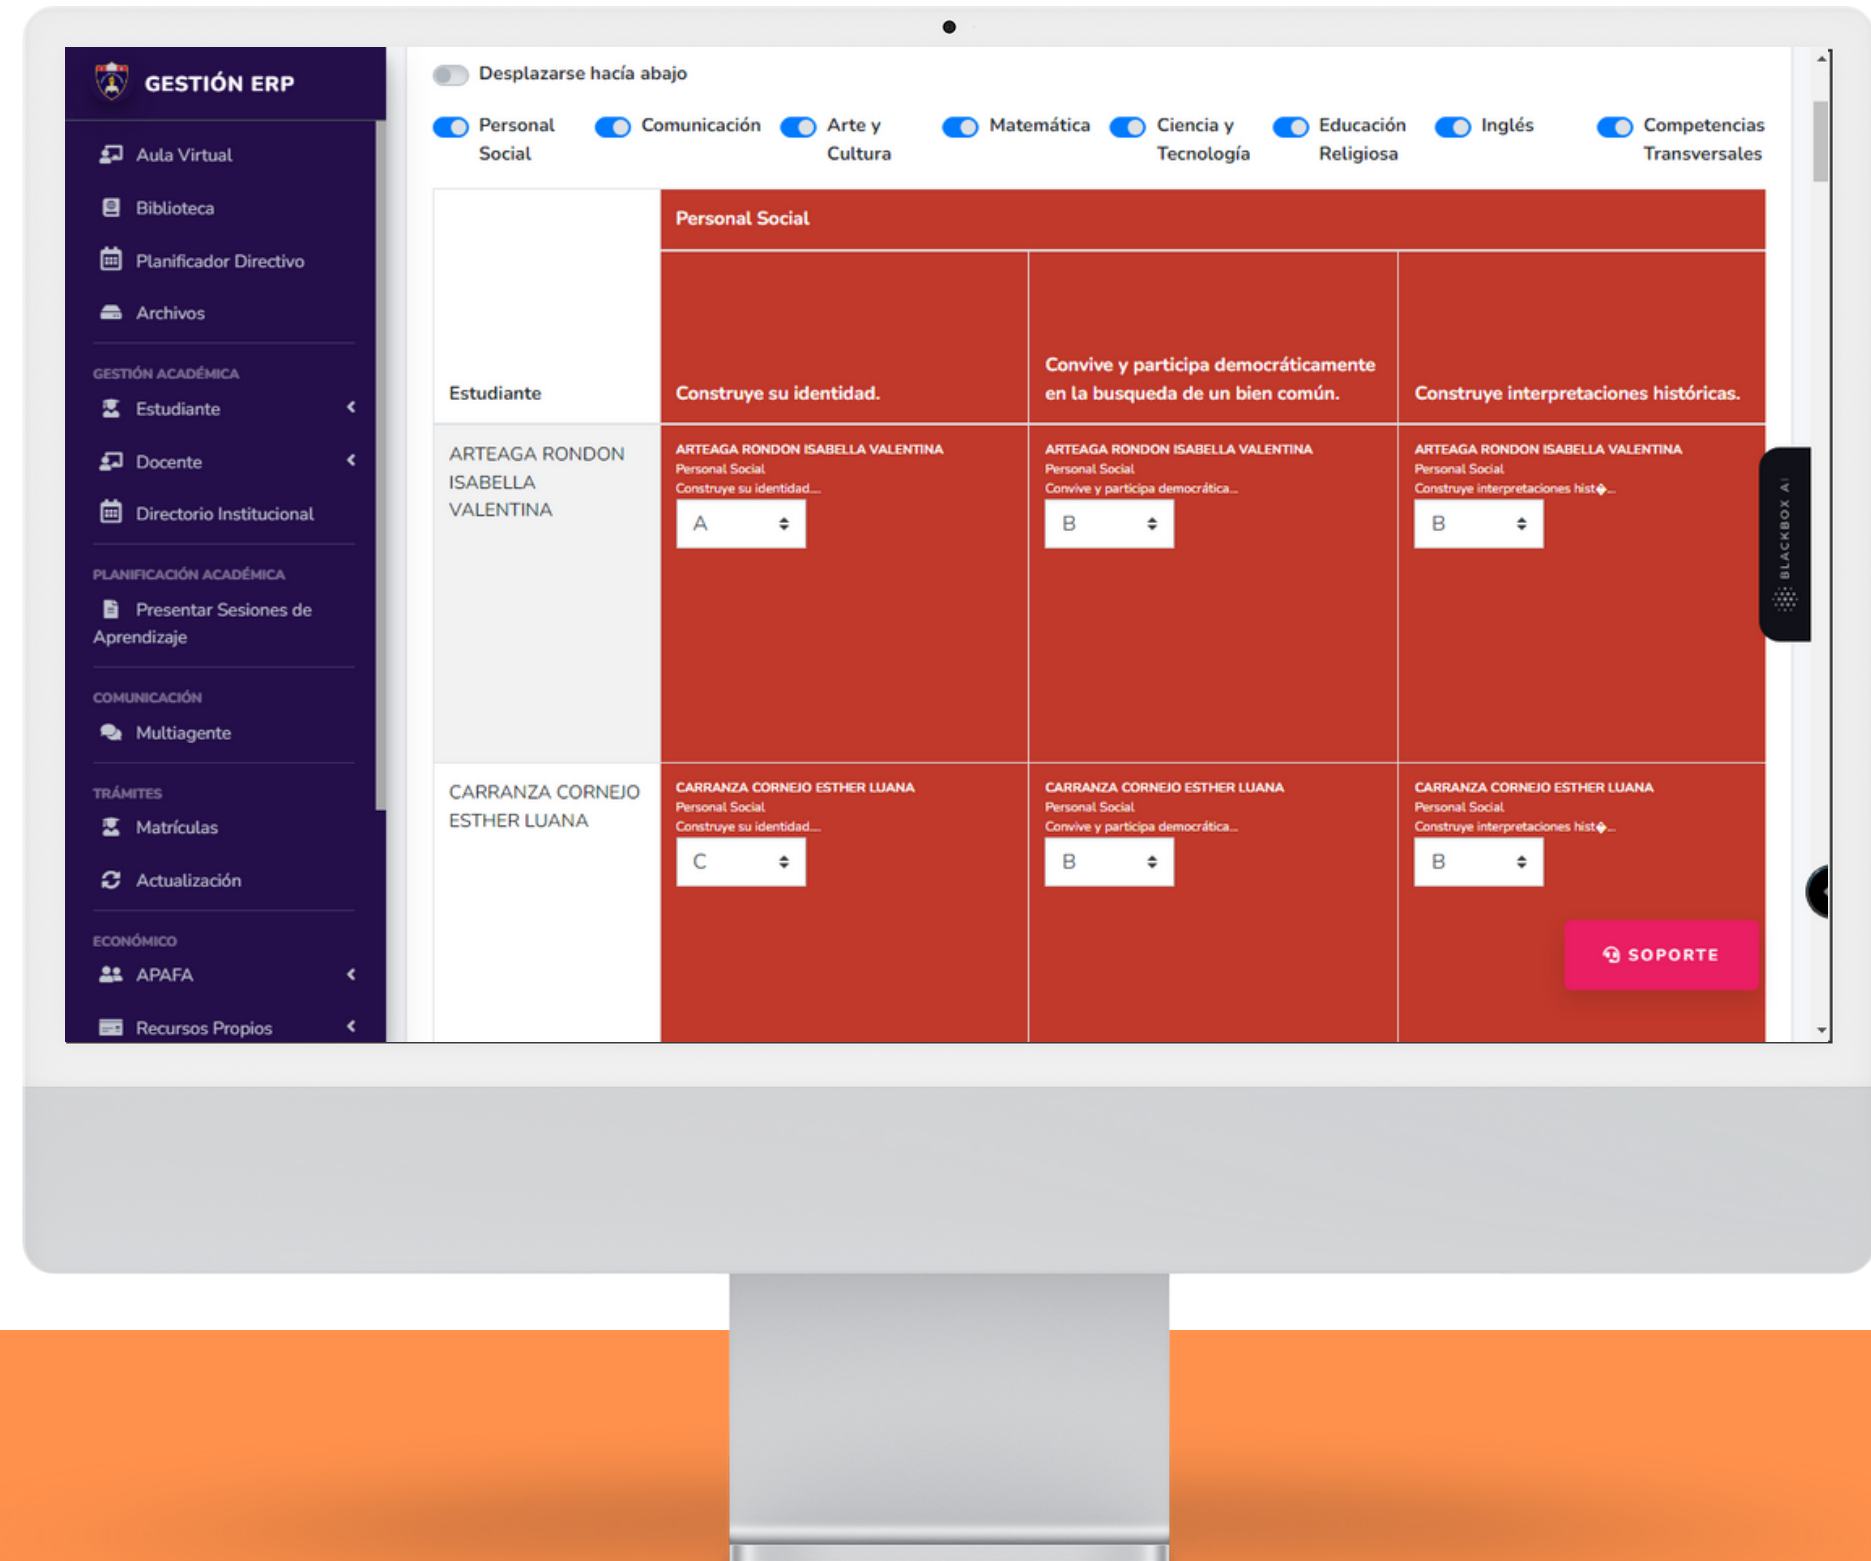 GESTIÓN ERP
Aula Virtual
Biblioteca
Planificador Directivo
Archivos
GESTIÓN ACADÉMICA
Estudiante
Docente
Directorio Institucional
PLANIFICACIÓN ACADÉMICA
Presentar Sesiones de
Aprendizaje
COMUNICACIÓN
Multiagente
TRÁMITES
Matrículas
Actualización
ECONÓMICO
APAFA
Recursos Propios
Desplazarse hacía abajo
Personal
Social
Comunicación
Arte y
Cultura
Matemática
Ciencia y
Tecnología
Educación
Religiosa
Inglés
Competencias
Transversales
Personal Social
Estudiante
Construye su identidad.
Convive y participa democráticamente
en la busqueda de un bien común.
Construye interpretaciones históricas.
ARTEAGA RONDON
ISABELLA
VALENTINA
ARTEAGA RONDON ISABELLA VALENTINA
Personal Social
Construye su identidad....
A
ARTEAGA RONDON ISABELLA VALENTINA
Personal Social
Convive y participa democrática...
B
ARTEAGA RONDON ISABELLA VALENTINA
Personal Social
Construye interpretaciones hist�...
B
CARRANZA CORNEJO
ESTHER LUANA
CARRANZA CORNEJO ESTHER LUANA
Personal Social
Construye su identidad....
C
CARRANZA CORNEJO ESTHER LUANA
Personal Social
Convive y participa democrática...
B
CARRANZA CORNEJO ESTHER LUANA
Personal Social
Construye interpretaciones hist�...
B
BLACKBOX AI
SOPORTE